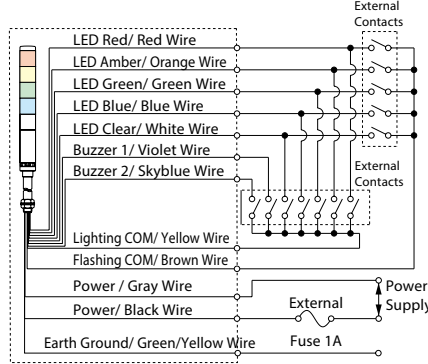 External
Contacts
LED Red/ Red Wire
LED Amber/ Orange Wire
LED Green/ Green Wire
LED Blue/ Blue Wire
LED Clear/ White Wire
Buzzer 1/ Violet Wire
Buzzer 2/ Skyblue Wire
External
Contacts
Lighting COM/ Yellow Wire
Flashing COM/ Brown Wire
Power / Gray Wire
Power
Supply
External
Power/ Black Wire
Fuse 1A
Earth Ground/ Green/Yellow Wire